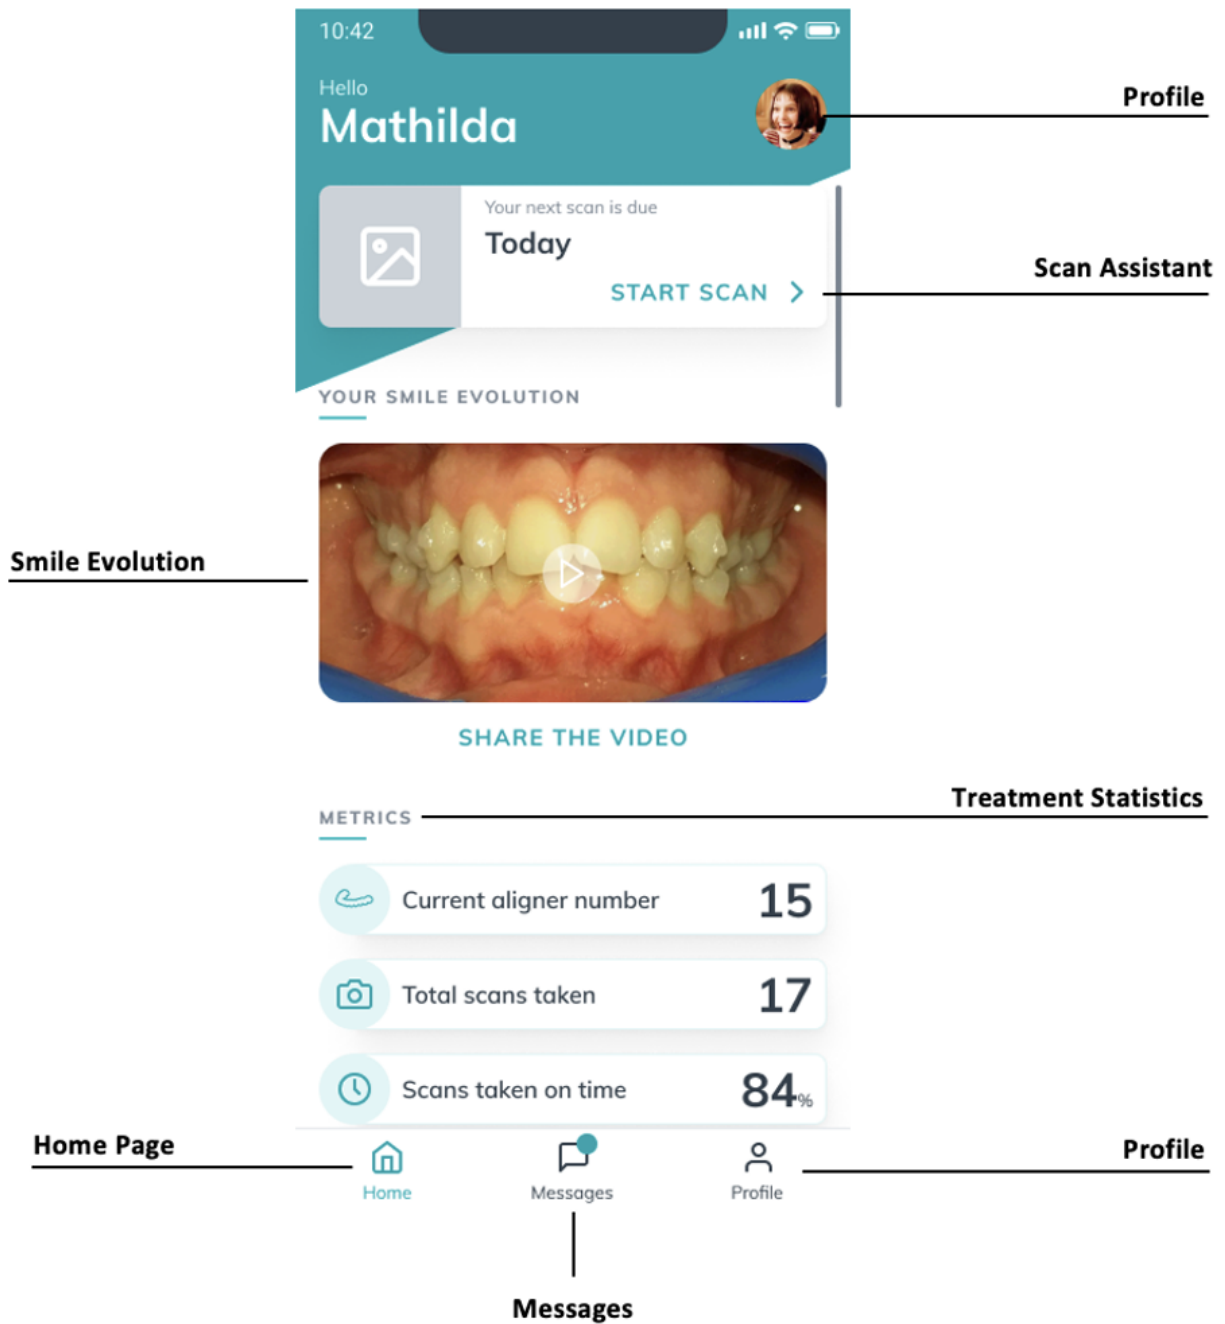 10:42
Hello
Mathilda
Profile
Your next scan is due
Today
START SCAN
Scan Assistant
YOUR SMILE EVOLUTION
Smile Evolution
SHARE THE VIDEO
Treatment Statistics
METRICS
Current aligner number 15
Total scans taken 17
Scans taken on time 84%
Home Page
Profile
Home Messages Profile
Messages